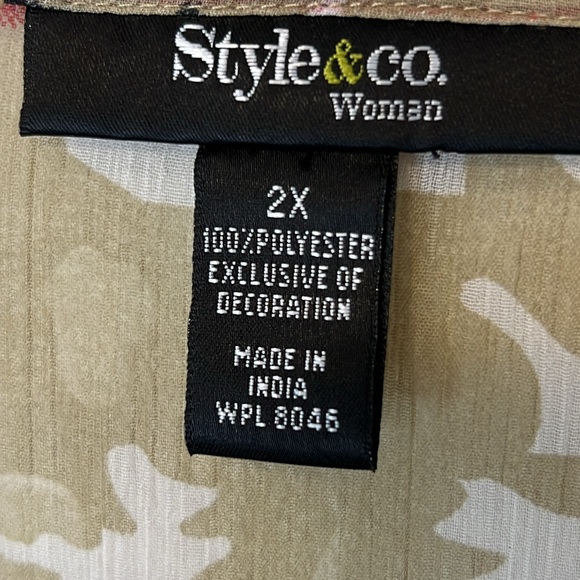 Style&co.
Woman
2X
100%POLYESTER
EXCLUSIVE OF
DECORATION
MADE IN
INDIA
WPL 8046